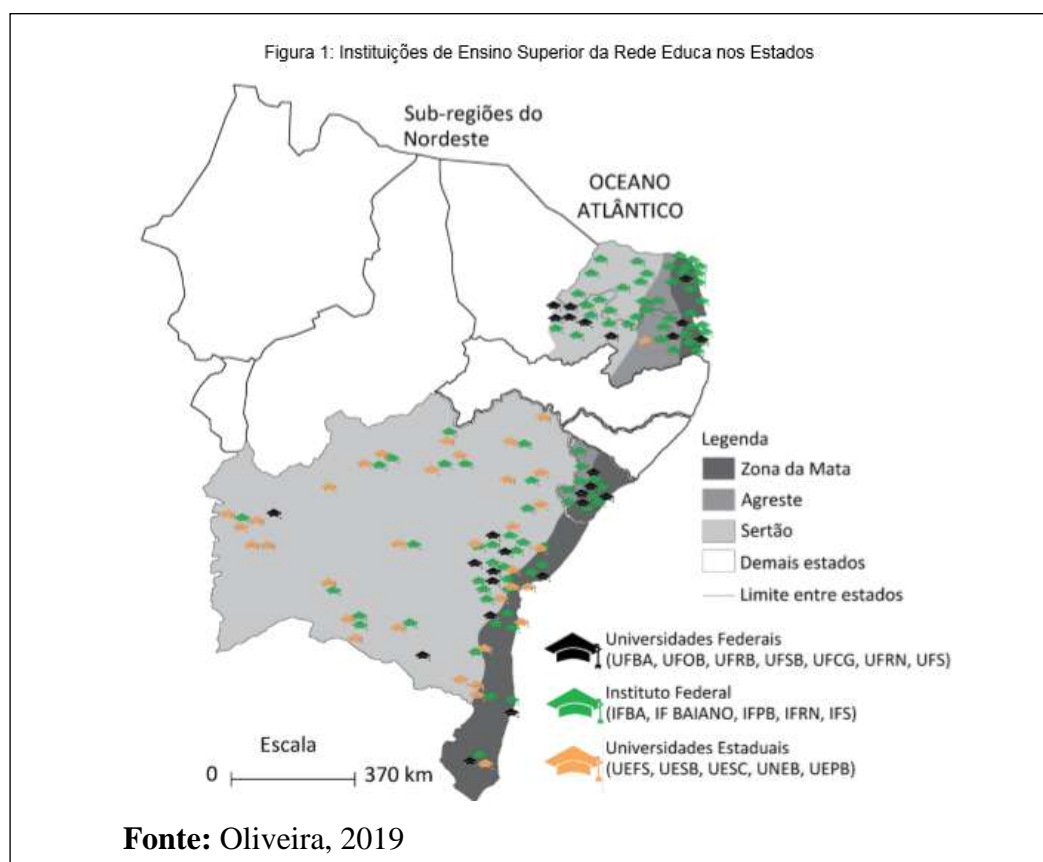 Figura 1: Instituições de Ensino Superior da Rede Educa nos Estados
Sub-regiões do
Nordeste
OCEANO
ATLÂNTICO
Legenda
Zona da Mata
Agreste
Sertão
Demais estados
Limite entre estados
Universidades Federais
(UFBA, UFOB, UFRB, UFSB, UFCG, UFRN, UFS)
Instituto Federal
(IFBA, IF BAIANO, IFPB, IFRN, IFS)
Universidades Estaduais
(UEFS, UESB, UESC, UNEB, UEPB)
Escala
0 370 km
Fonte: Oliveira, 2019